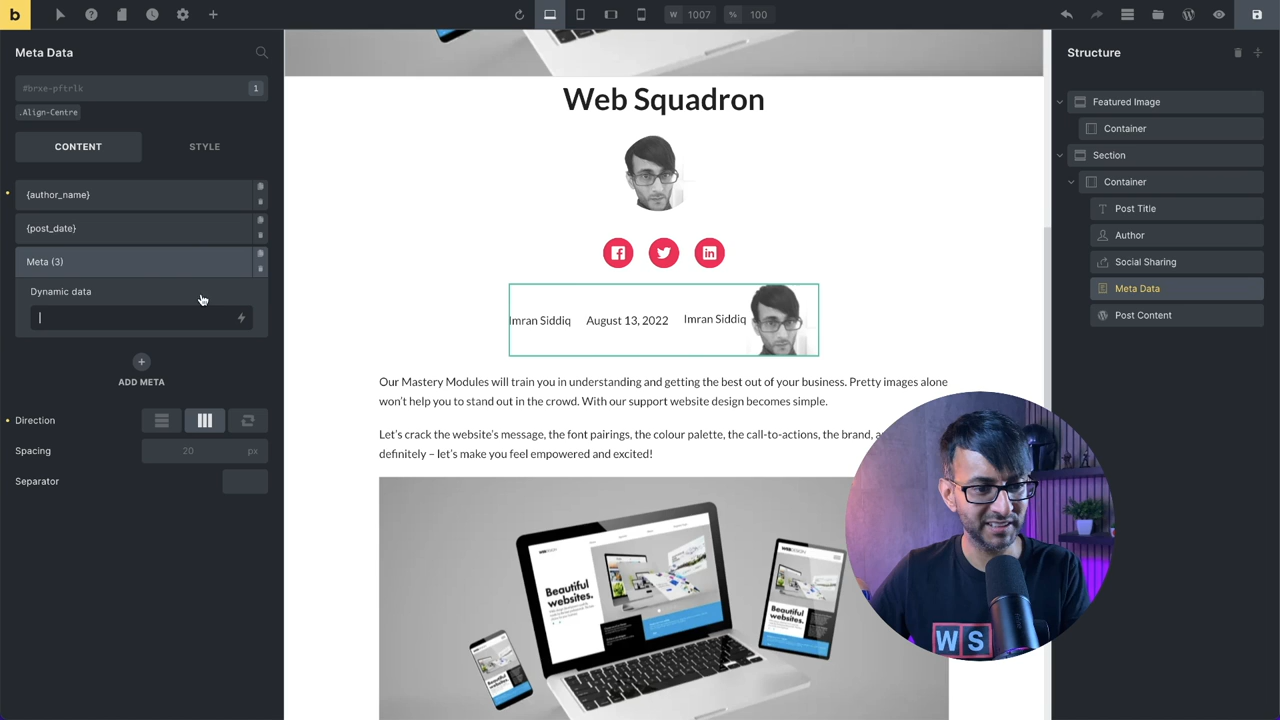 b
W 1007 % 100
Meta Data
#brxe-pftrlk 1
.Align-Centre
CONTENT STYLE
{author_name}
{post_date}
Meta (3)
Dynamic data
ADD META
Direction
Spacing 20 px
Separator
Web Squadron
Imran Siddiq August 13, 2022 Imran Siddiq
Our Mastery Modules will train you in understanding and getting the best out of your business. Pretty images alone
won't help you to stand out in the crowd. With our support website design becomes simple.
Let's crack the website's message, the font pairings, the colour palette, the call-to-actions, the brand,
definitely – let's make you feel empowered and excited!
Beautiful
websites.
Beautiful
websites.
WS
Structure
Featured Image
Container
Section
Container
Post Title
Author
Social Sharing
Meta Data
Post Content